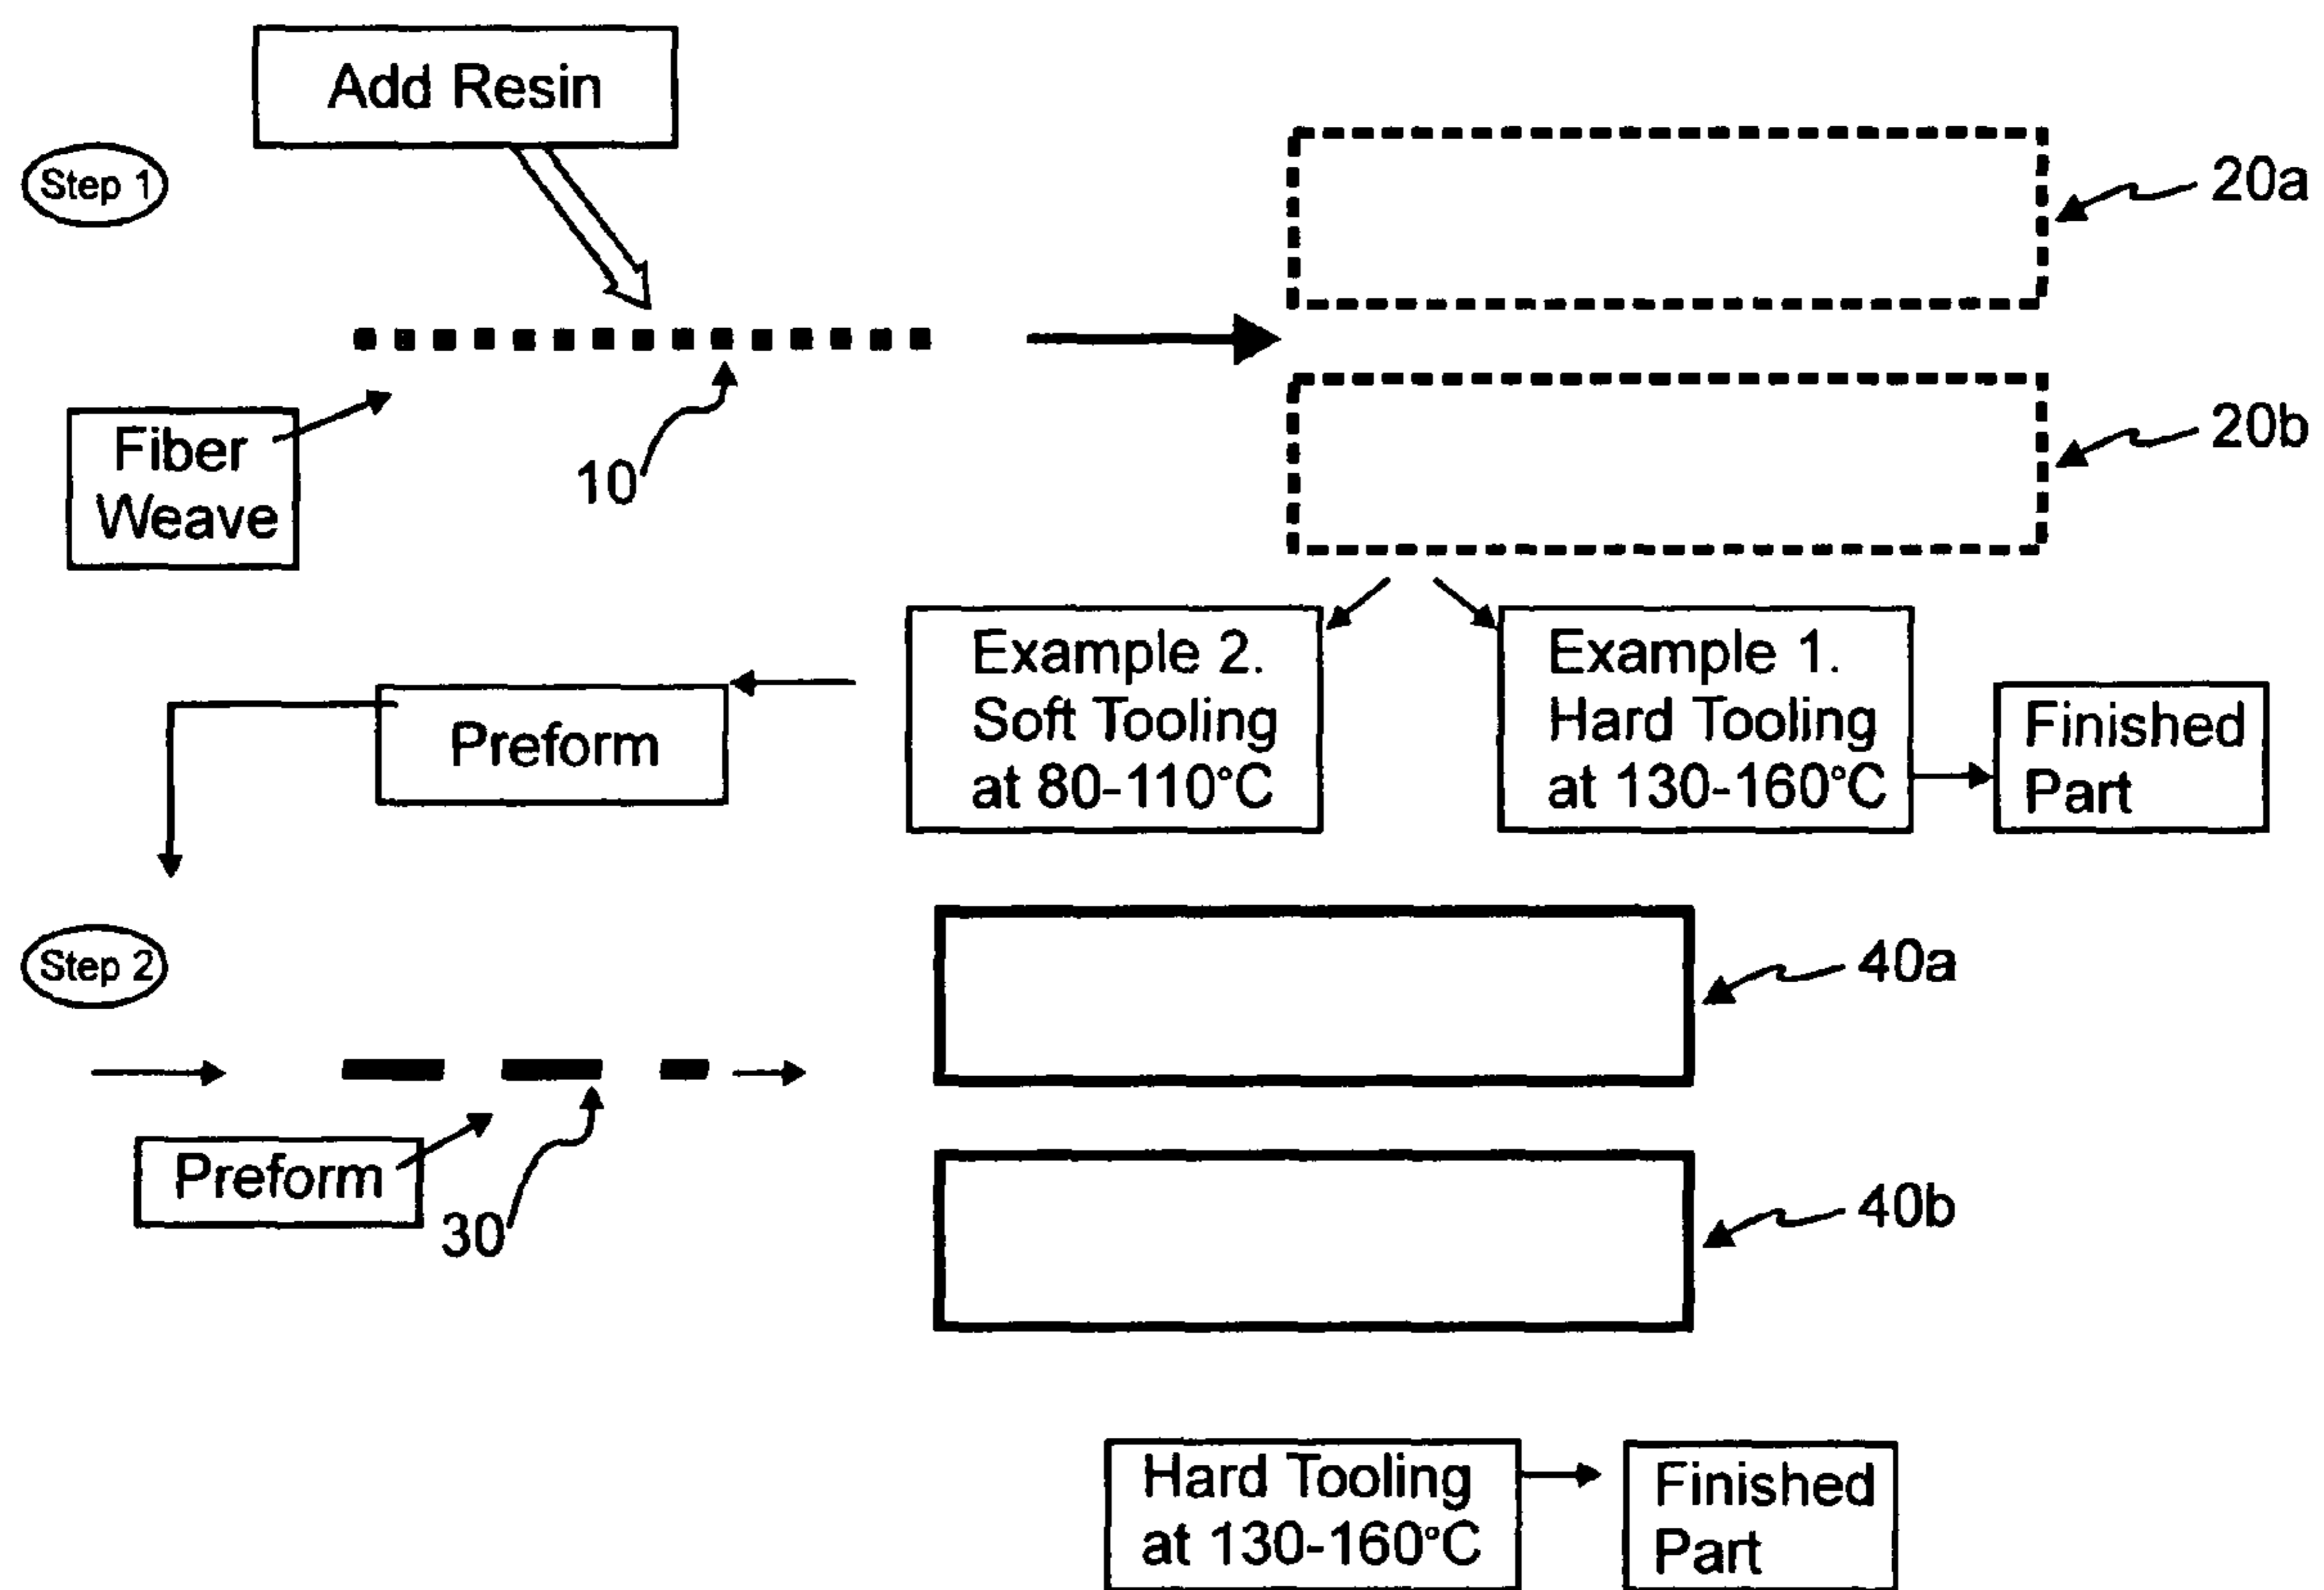 Add Resin
Step 1
20a
Fiber
Weave
10
20b
Example 2.
Soft Tooling
at 80-110°C
Example 1.
Hard Tooling
at 130-160°C
Finished
Part
Preform
Step 2
40a
Preform
30
40b
Hard Tooling
at 130-160°C
Finished
Part